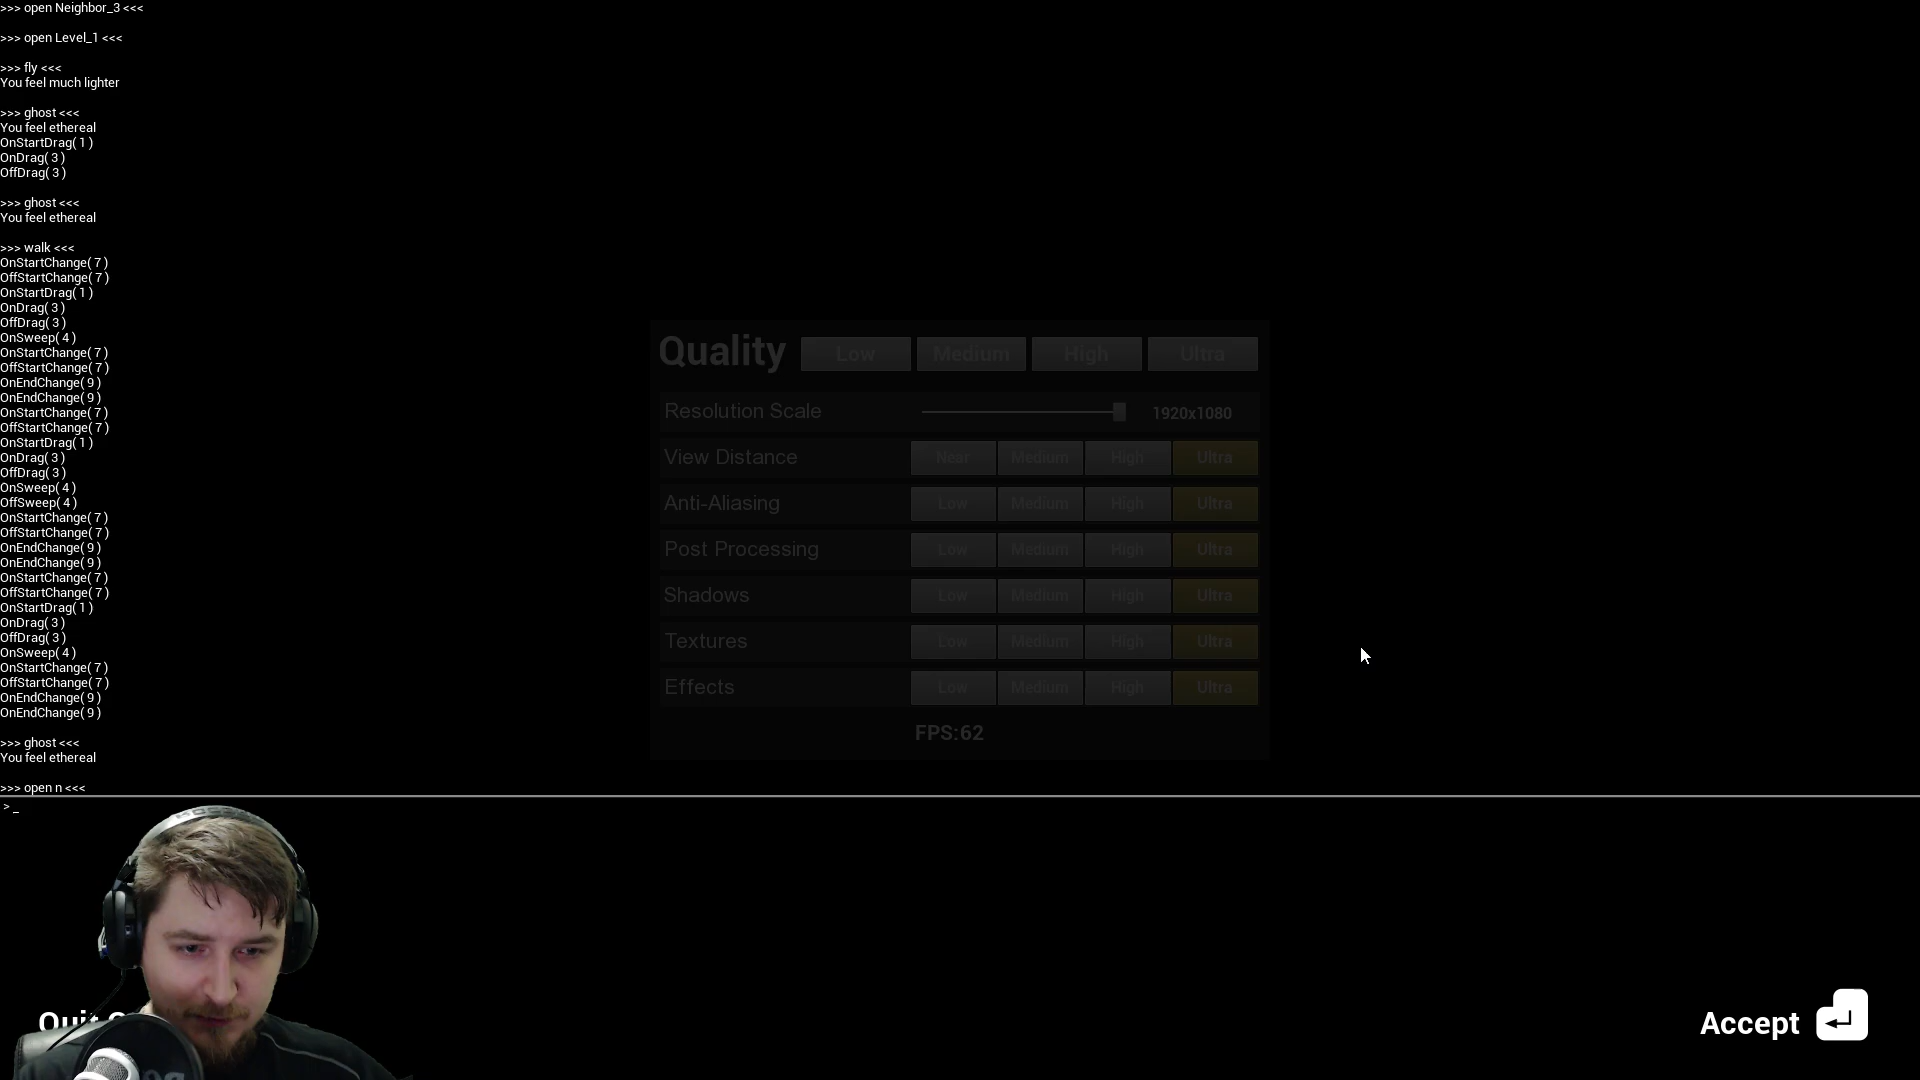 >>> open Neighbor_3 <<<
>>> open Level_1 <<<
>>> fly <<<
You feel much lighter
>>> ghost <<<
You feel ethereal
OnStartDrag( 1 )
OnDrag( 3 )
OffDrag( 3 )
>>> ghost <<<
You feel ethereal
>>> walk <<<
OnStartChange( 7 )
OffStartChange( 7 )
OnStartDrag( 1 )
OnDrag( 3 )
OffDrag( 3 )
OnSweep( 4 )
OnStartChange( 7 )
OffStartChange( 7 )
OnEndChange( 9 )
OnEndChange( 9 )
OnStartChange( 7 )
OffStartChange( 7 )
OnStartDrag( 1 )
OnDrag( 3 )
OffDrag( 3 )
OnSweep( 4 )
OffSweep( 4 )
OnStartChange( 7 )
OffStartChange( 7 )
OnEndChange( 9 )
OnEndChange( 9 )
OnStartChange( 7 )
OffStartChange( 7 )
OnStartDrag( 1 )
OnDrag( 3 )
OffDrag( 3 )
OnSweep( 4 )
OnStartChange( 7 )
OffStartChange( 7 )
OnEndChange( 9 )
OnEndChange( 9 )
>>> ghost <<<
You feel ethereal
>>> open n <<<
> _
Quality Low Medium High Ultra
Resolution Scale 1920x1080
View Distance Near Medium High Ultra
Anti-Aliasing Low Medium High Ultra
Post Processing Low Medium High Ultra
Shadows Low Medium High Ultra
Textures Low Medium High Ultra
Effects Low Medium High Ultra
FPS:62
Quit
Accept